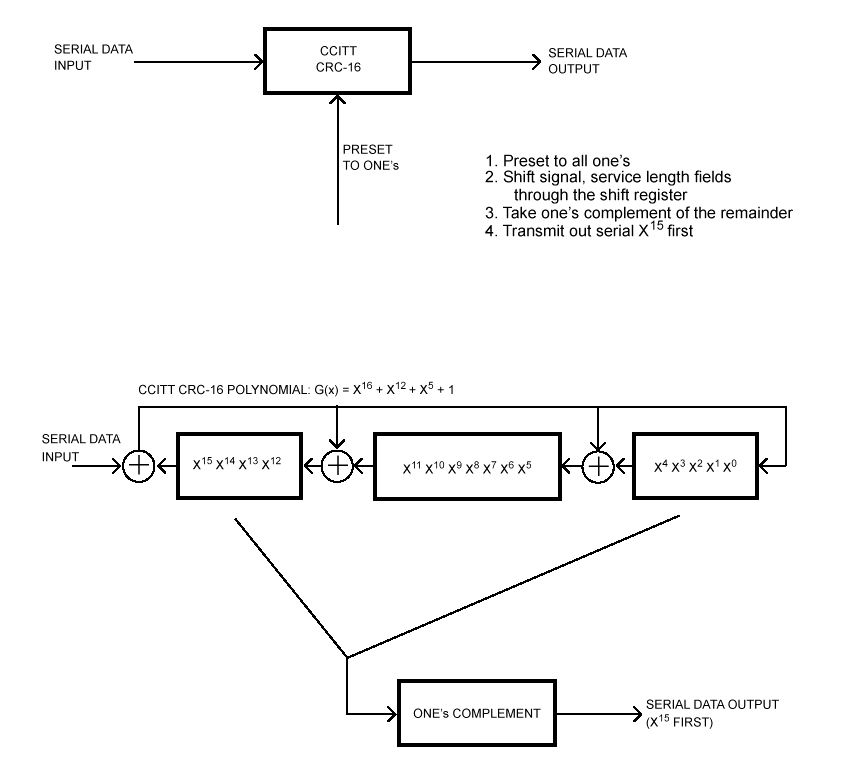 SERIAL DATA
INPUT
CCITT
CRC-16
SERIAL DATA
OUTPUT
PRESET
TO ONE's
1. Preset to all one's
2. Shift signal, service length fields
through the shift register
3. Take one's complement of the remainder
4. Transmit out serial X¹⁵ first
CCITT CRC-16 POLYNOMIAL: G(x) = X¹⁶ + X¹² + X⁵ + 1
SERIAL DATA
INPUT
X¹⁵ X¹⁴ X¹³ X¹²
X¹¹ X¹⁰ X⁹ X⁸ X⁷ X⁶ X⁵
X⁴ X³ X² X¹ X⁰
ONE's COMPLEMENT
SERIAL DATA OUTPUT
(X¹⁵ FIRST)